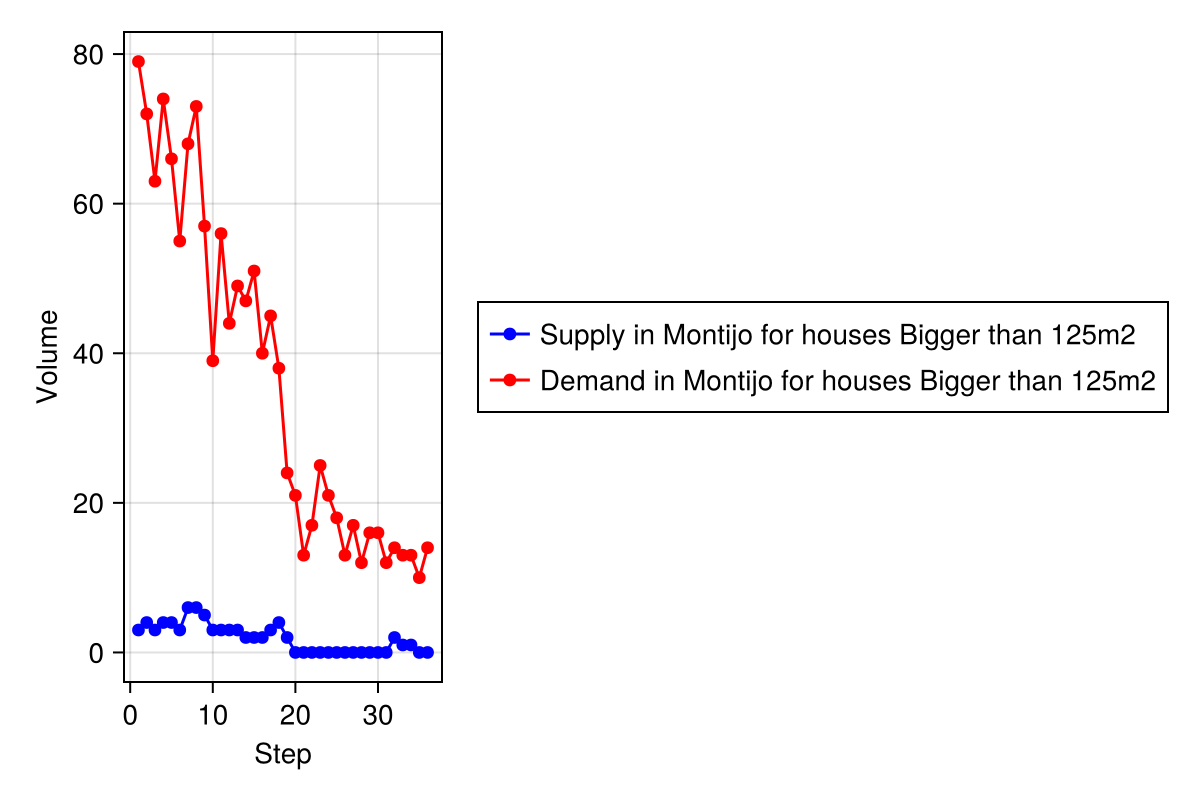 80
60
40
20
0
Volume
0 10 20 30
Step
Supply in Montijo for houses Bigger than 125m2
Demand in Montijo for houses Bigger than 125m2